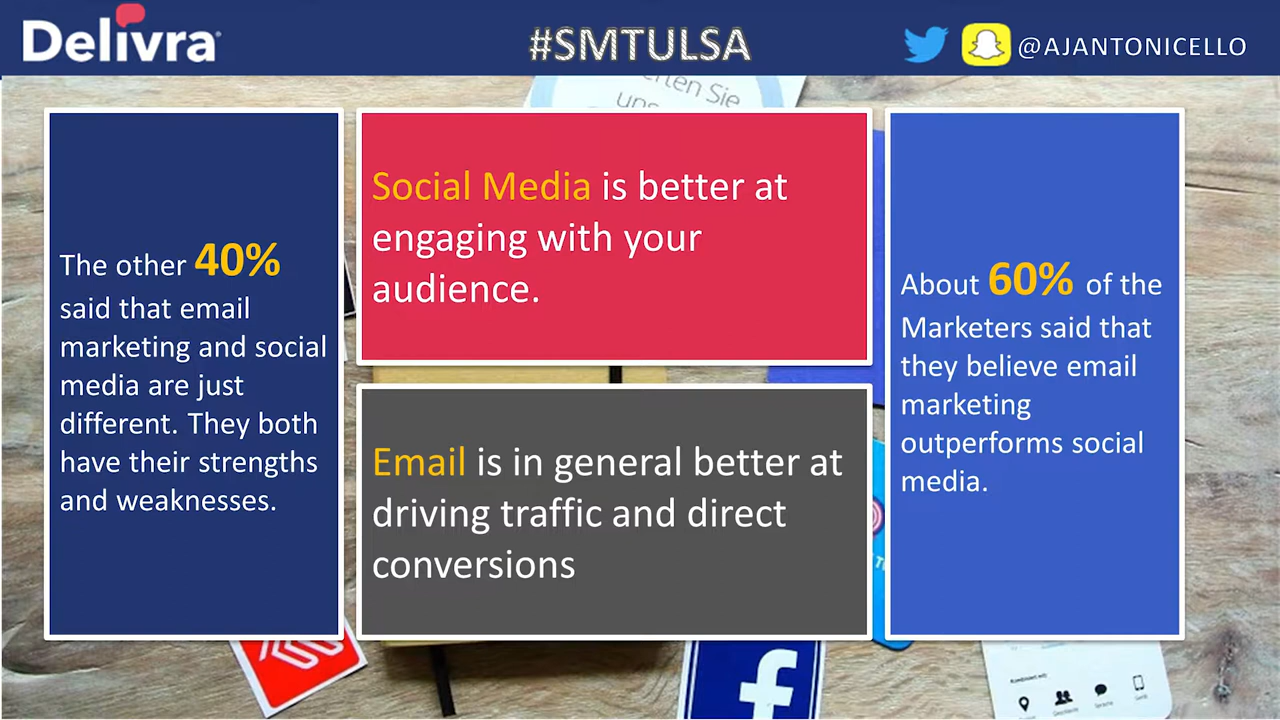 Delivra
#SMTULSA
@AJANTONICELLO
erten Sie
uns
The other 40%
said that email
marketing and social
media are just
different. They both
have their strengths
and weaknesses.
Social Media is better at
engaging with your
audience.
Email is in general better at
driving traffic and direct
conversions
About 60% of the
Marketers said that
they believe email
marketing
outperforms social
media.
f